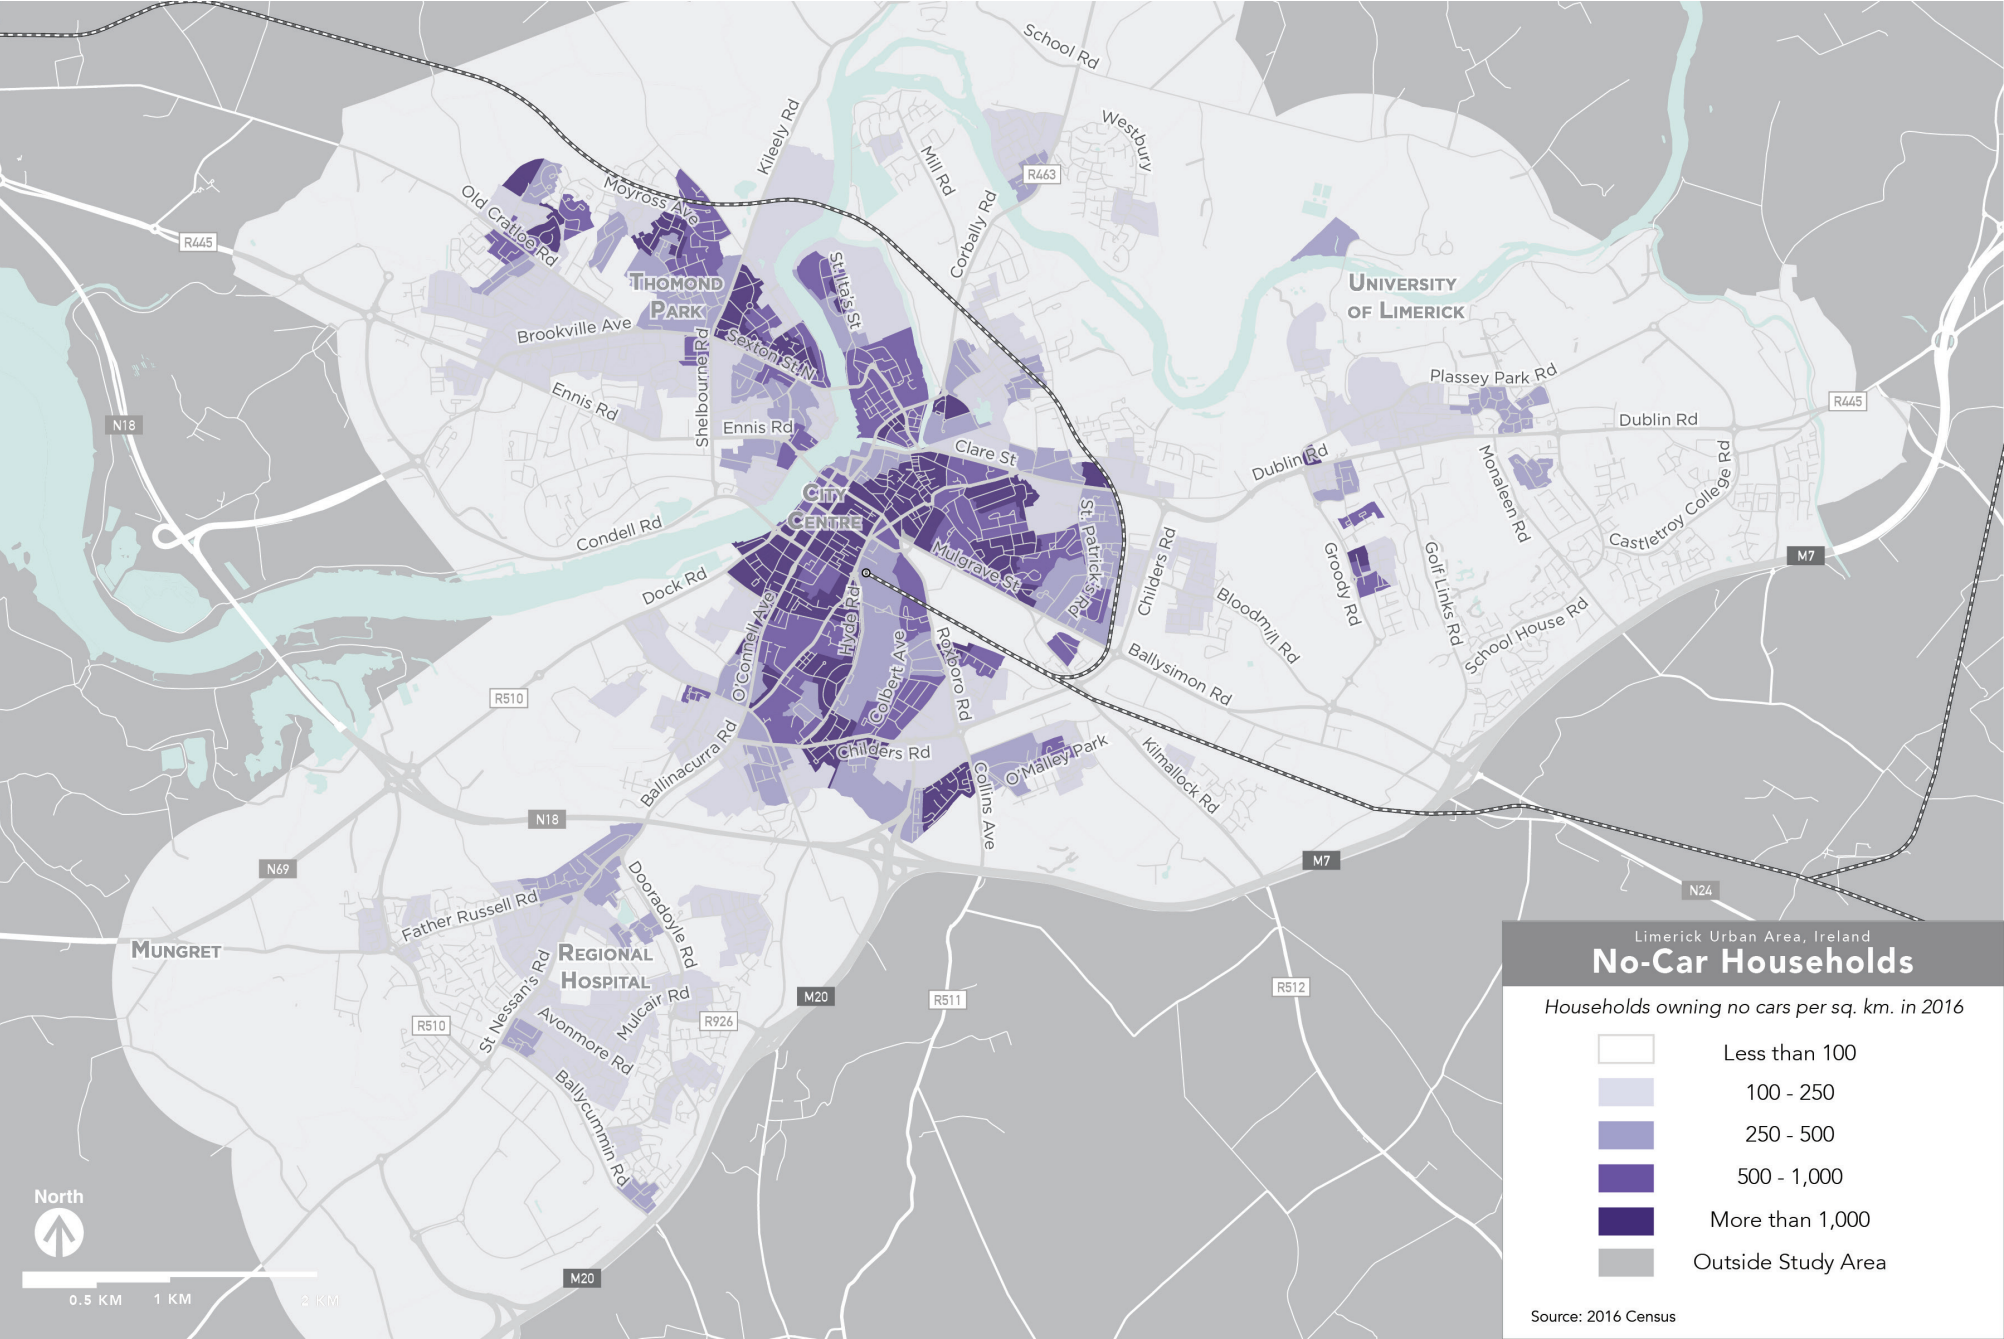 School Rd
Kileely Rd
Westbury
Mill Rd
R463
Moyross Ave
Old Cratloe Rd
Corbally Rd
R445
St. Ita's St
Thomond
Park
University
of Limerick
Brookville Ave
Shelbourne Rd
Sexton St N
Plassey Park Rd
Ennis Rd
R445
N18
Ennis Rd
Dublin Rd
Clare St
Dublin Rd
Monaleen Rd
Castletroy College Rd
City
Centre
Condell Rd
St. Patrick's Rd
Mulgrave St
Childers Rd
Groody Rd
Golf Links Rd
M7
Dock Rd
O'Connell Ave
Hyde Rd
Colbert Ave
Roxboro Rd
Bloodmill Rd
School House Rd
Ballysimon Rd
R510
Ballinacurra Rd
Childers Rd
O'Malley Park
Collins Ave
Kilmallock Rd
N18
N69
M7
N24
Dooradoyle Rd
Father Russell Rd
Mungret
Regional
Hospital
St Nessan's Rd
Mulcair Rd
M20
R511
R512
R510
Avonmore Rd
R926
Ballycummin Rd
M20
North
0.5 KM
1 KM
2 KM
Limerick Urban Area, Ireland
No-Car Households
Households owning no cars per sq. km. in 2016
Less than 100
100 - 250
250 - 500
500 - 1,000
More than 1,000
Outside Study Area
Source: 2016 Census